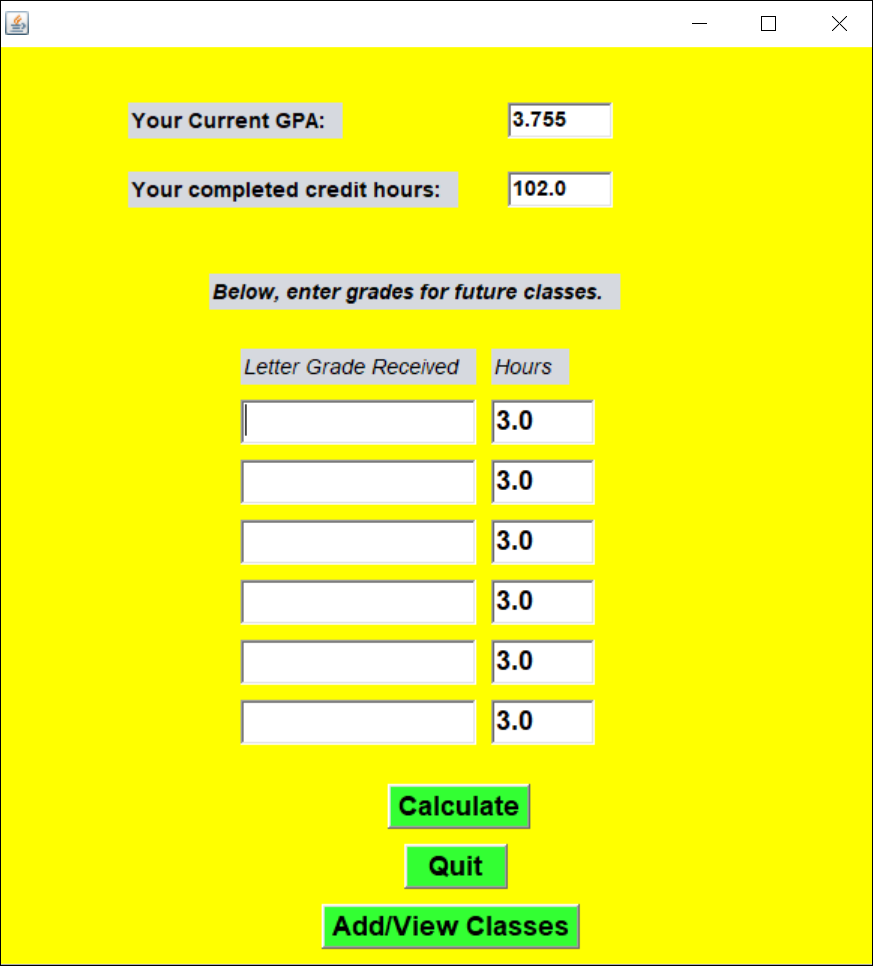 Your Current GPA: 3.755
Your completed credit hours: 102.0
Below, enter grades for future classes.
Letter Grade Received Hours
3.0
3.0
3.0
3.0
3.0
3.0
Calculate
Quit
Add/View Classes